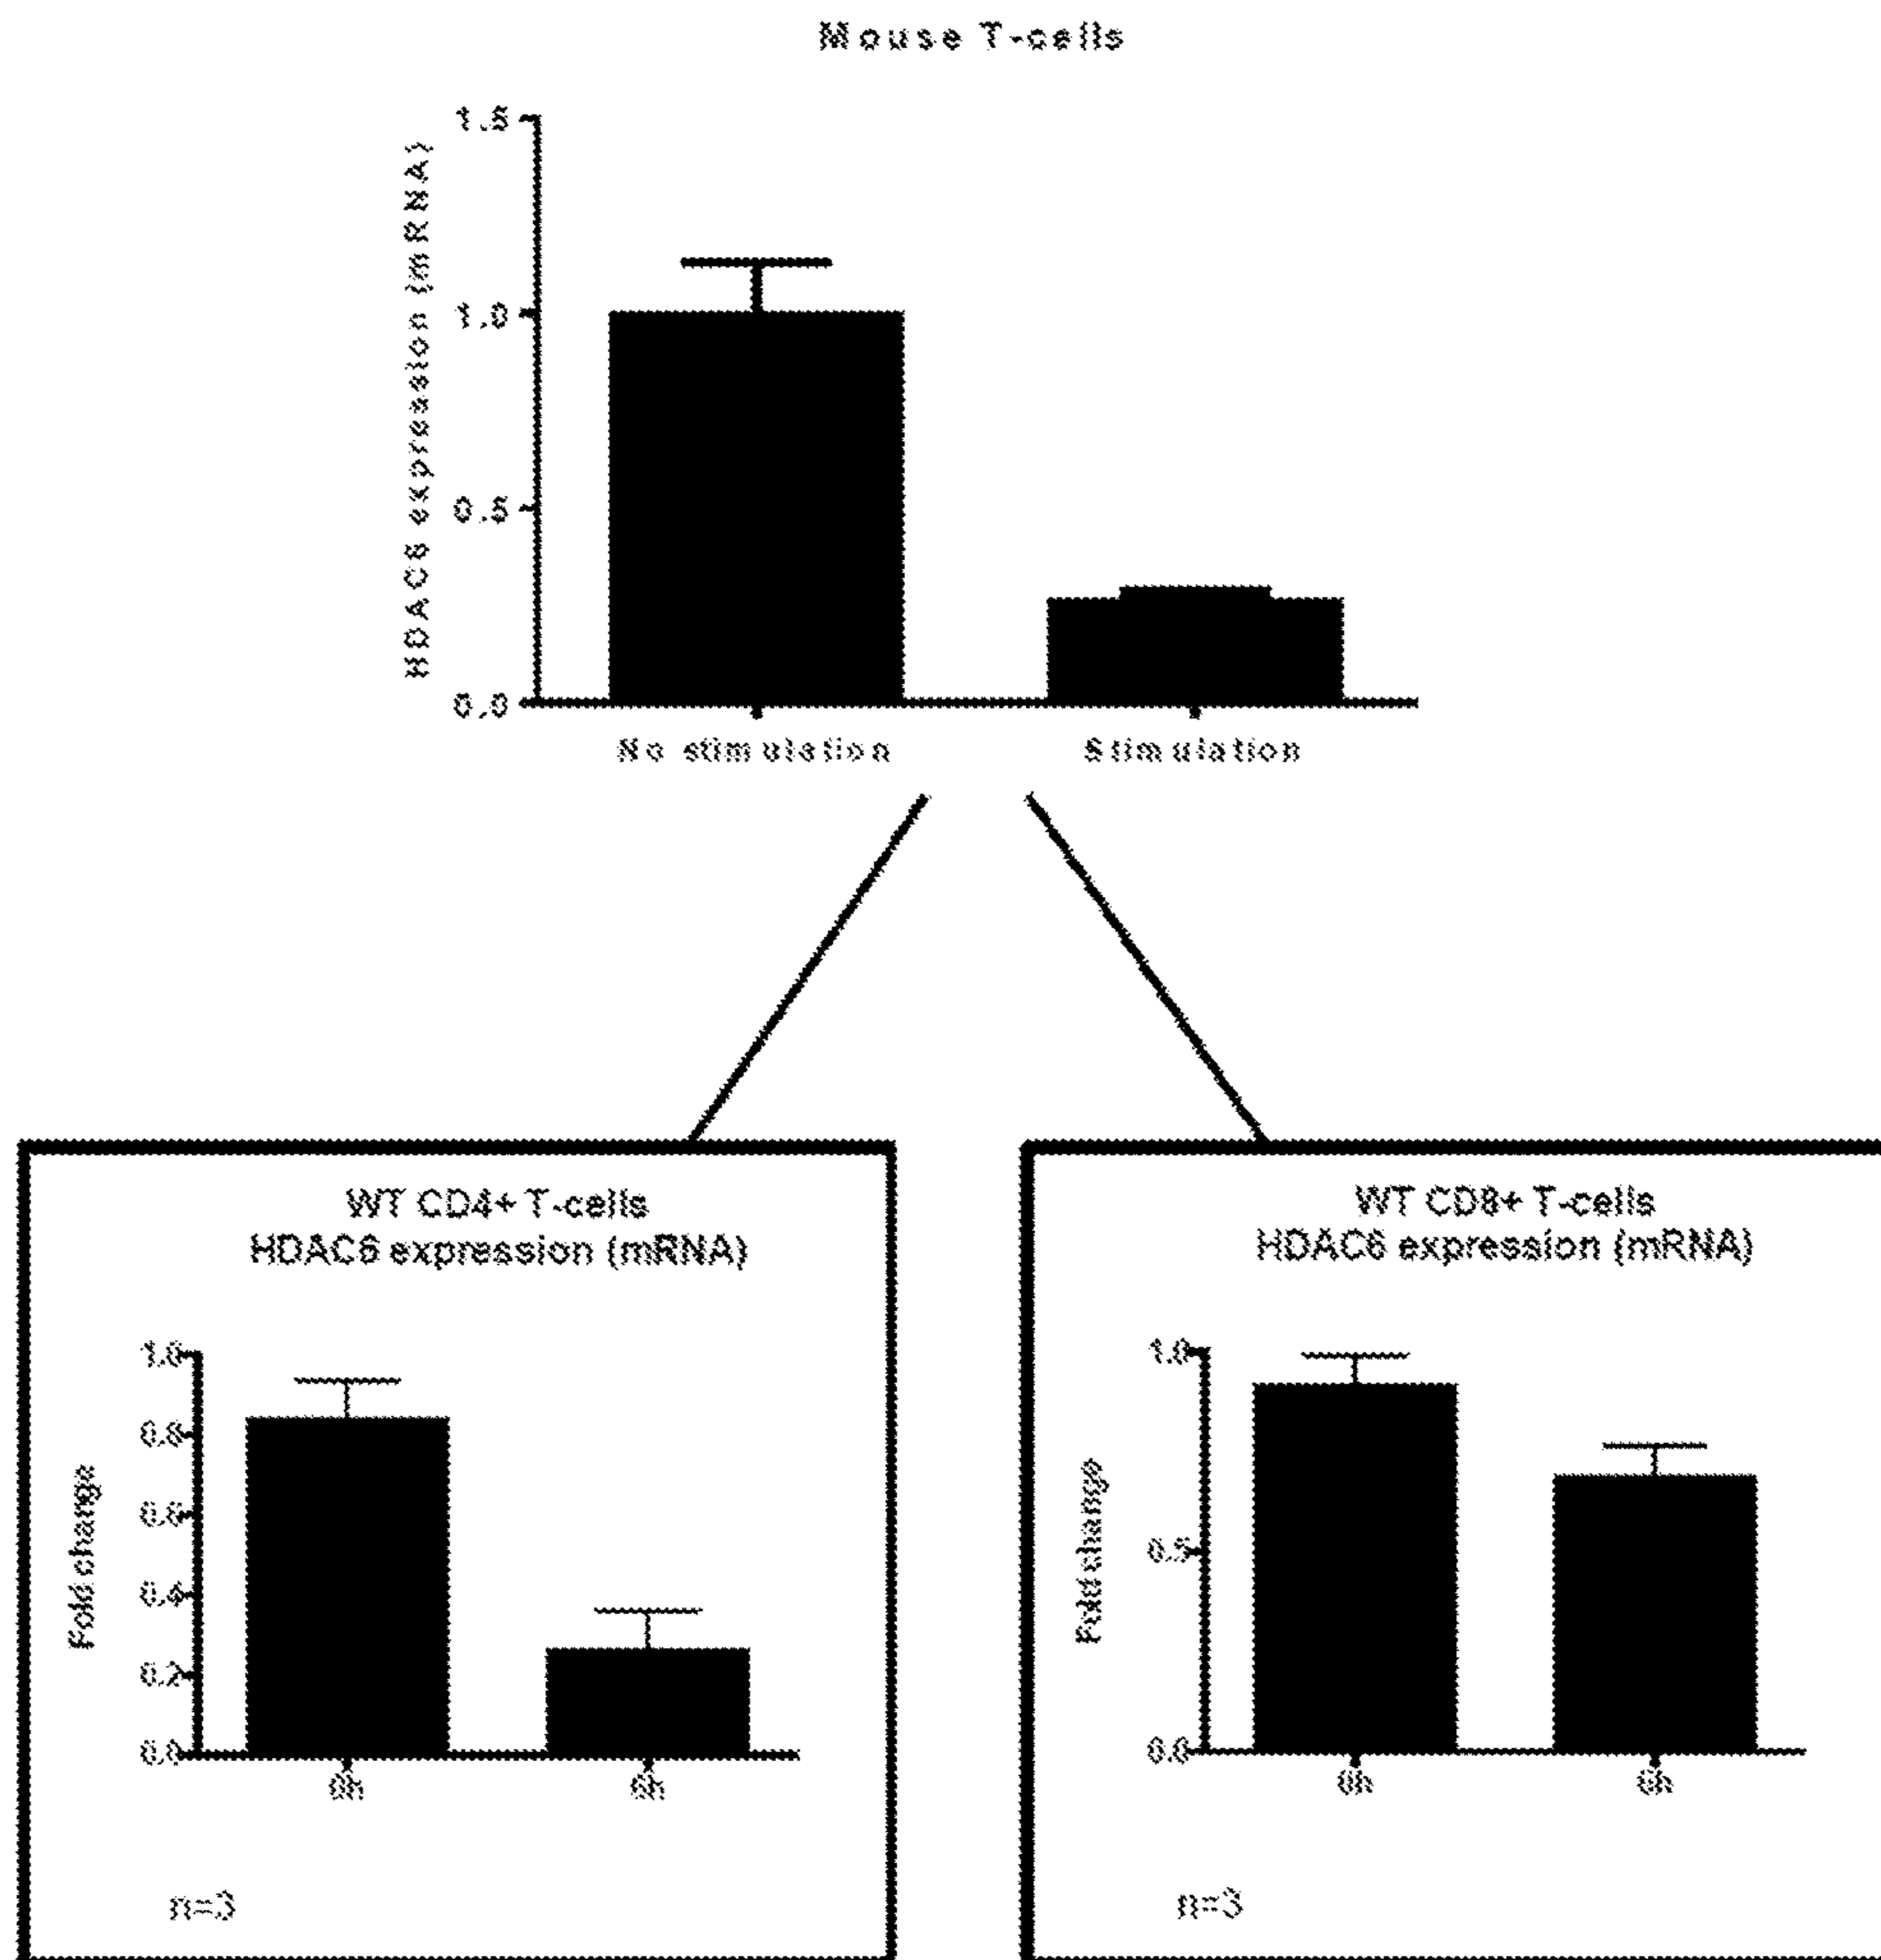 Mouse T-cells
HDAC6 expression (mRNA)
1.5
1.0
0.5
0.0
No stimulation
Stimulation
WT CD4+ T-cells
HDAC6 expression (mRNA)
Fold change
1.0
0.8
0.6
0.4
0.2
0.0
0h
n=3
WT CD8+ T-cells
HDAC6 expression (mRNA)
Fold change
1.0
0.5
0.0
0h
n=3